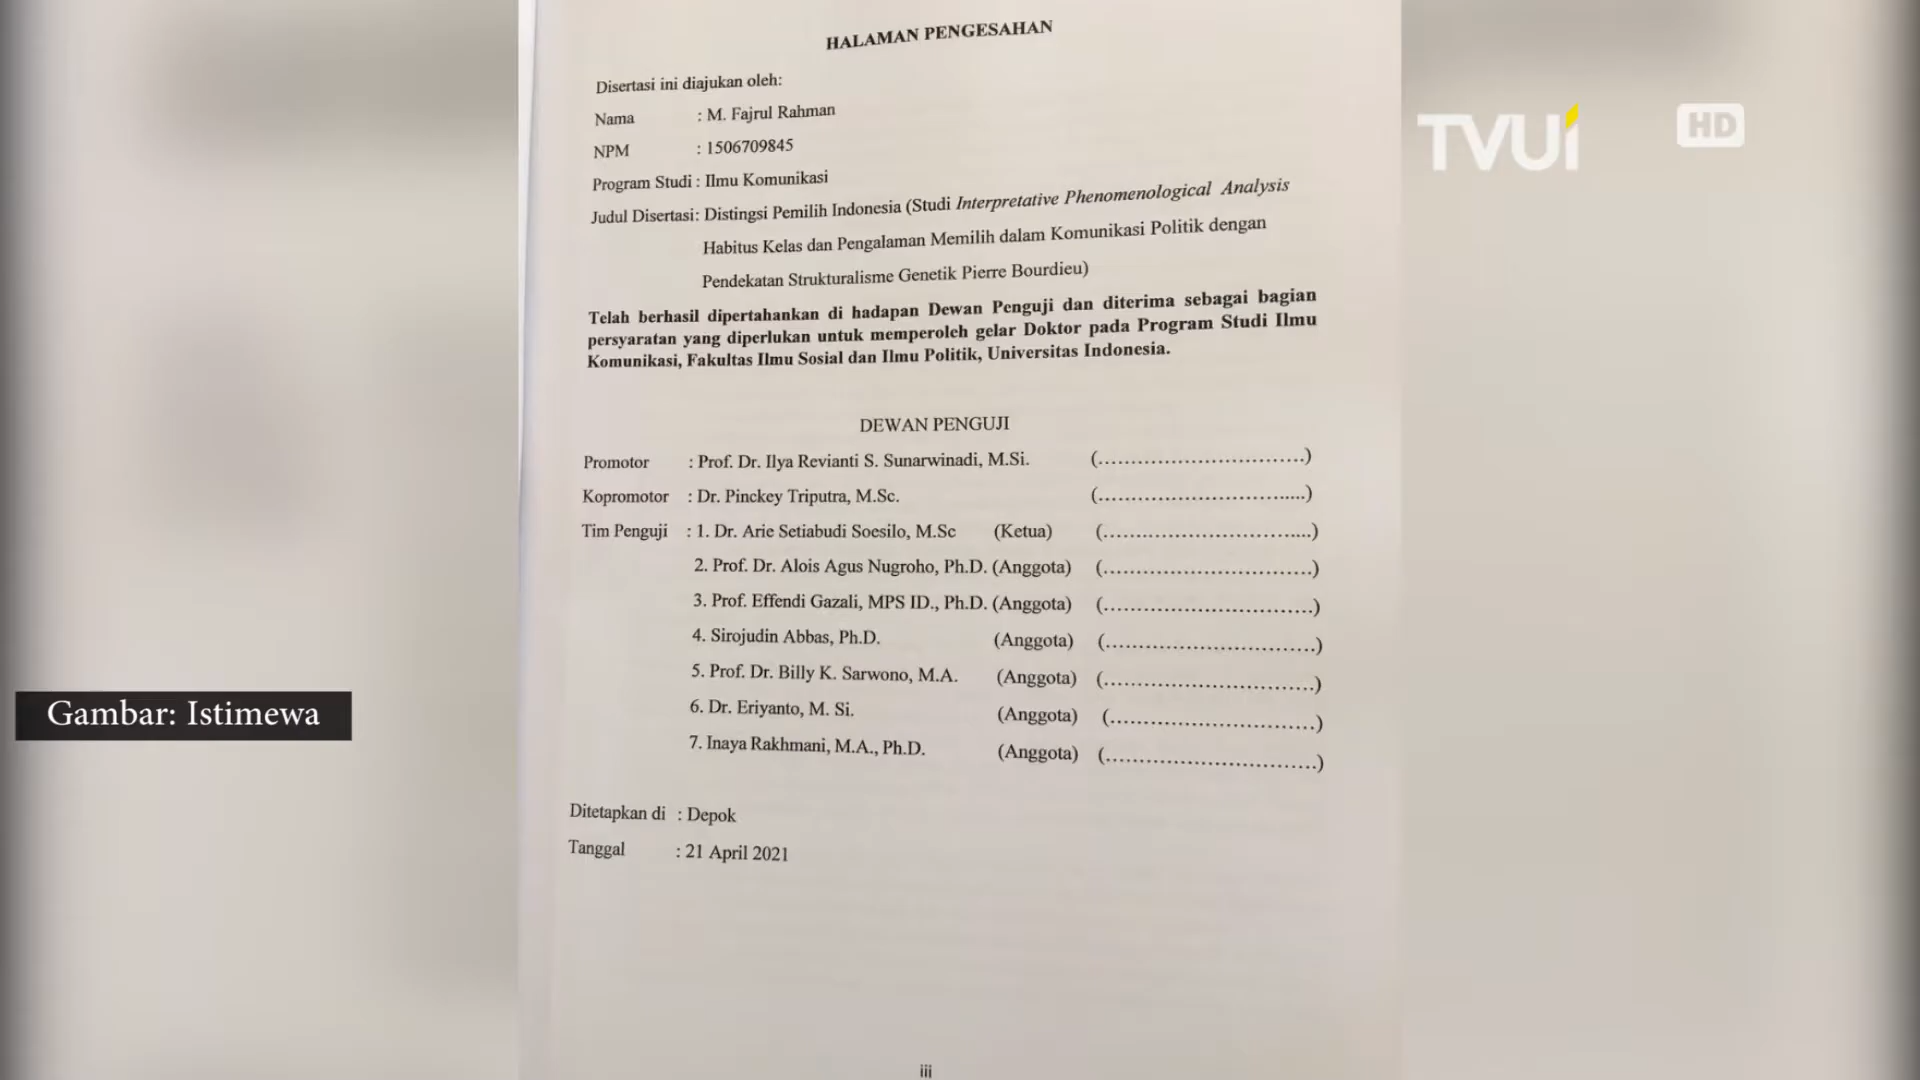 HALAMAN PENGESAHAN
Disertasi ini diajukan oleh:
Nama : M. Fajrul Rahman
NPM : 1506709845
Program Studi : Ilmu Komunikasi
Judul Disertasi: Distingsi Pemilih Indonesia (Studi Interpretative Phenomenological Analysis
Habitus Kelas dan Pengalaman Memilih dalam Komunikasi Politik dengan
Pendekatan Strukturalisme Genetik Pierre Bourdieu)
Telah berhasil dipertahankan di hadapan Dewan Penguji dan diterima sebagai bagian
persyaratan yang diperlukan untuk memperoleh gelar Doktor pada Program Studi Ilmu
Komunikasi, Fakultas Ilmu Sosial dan Ilmu Politik, Universitas Indonesia.
DEWAN PENGUJI
Promotor : Prof. Dr. Ilya Revianti S. Sunarwinadi, M.Si. (................................)
Kopromotor : Dr. Pinckey Triputra, M.Sc. (................................)
Tim Penguji : 1. Dr. Arie Setiabudi Soesilo, M.Sc (Ketua) (................................)
2. Prof. Dr. Alois Agus Nugroho, Ph.D. (Anggota) (................................)
3. Prof. Effendi Gazali, MPS ID., Ph.D. (Anggota) (................................)
4. Sirojudin Abbas, Ph.D. (Anggota) (................................)
5. Prof. Dr. Billy K. Sarwono, M.A. (Anggota) (................................)
6. Dr. Eriyanto, M. Si. (Anggota) (................................)
7. Inaya Rakhmani, M.A., Ph.D. (Anggota) (................................)
Ditetapkan di : Depok
Tanggal : 21 April 2021
iii
TVUI
HD
Gambar: Istimewa